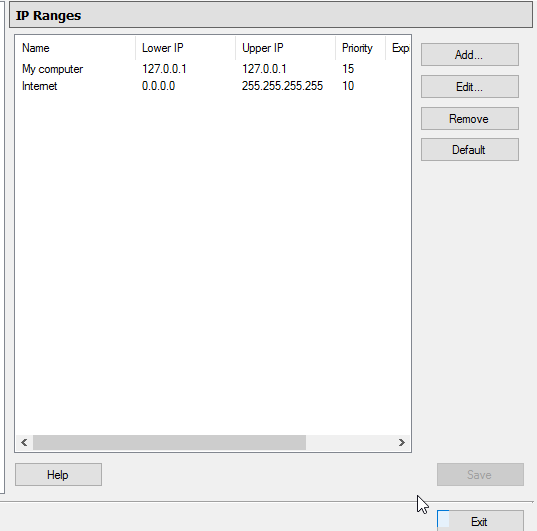 IP Ranges
Name Lower IP Upper IP Priority Exp
My computer 127.0.0.1 127.0.0.1 15
Internet 0.0.0.0 255.255.255.255 10
Add...
Edit...
Remove
Default
Help
Save
Exit